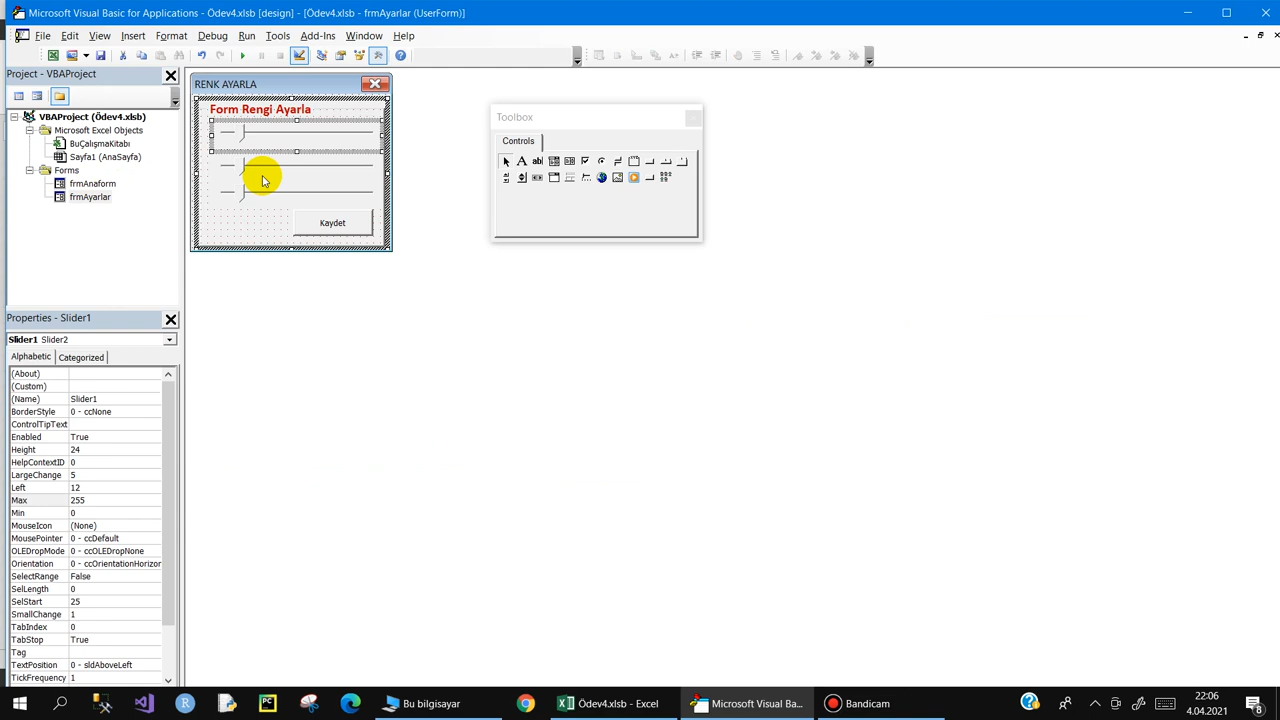 Microsoft Visual Basic for Applications - Ödev4.xlsb [design] - [Ödev4.xlsb - frmAyarlar (UserForm)]
File Edit View Insert Format Debug Run Tools Add-Ins Window Help
Project - VBAProject
VBAProject (Ödev4.xlsb)
Microsoft Excel Objects
BuÇalışmaKitabı
Sayfa1 (AnaSayfa)
Forms
frmAnaform
frmAyarlar
RENK AYARLA
Form Rengi Ayarla
Kaydet
Toolbox
Controls
Properties - Slider1
Slider1 Slider2
Alphabetic Categorized
(About)
(Custom)
(Name) Slider1
BorderStyle 0 - ccNone
ControlTipText
Enabled True
Height 24
HelpContextID 0
LargeChange 5
Left 12
Max 255
Min 0
MouseIcon (None)
MousePointer 0 - ccDefault
OLEDropMode 0 - ccOLEDropNone
Orientation 0 - ccOrientationHorizor
SelectRange False
SelLength 0
SelStart 25
SmallChange 1
TabIndex 0
TabStop True
Tag
TextPosition 0 - sldAboveLeft
TickFrequency 1
Bu bilgisayar
Ödev4.xlsb - Excel
Microsoft Visual Ba...
Bandicam
22:06
4.04.2021
8